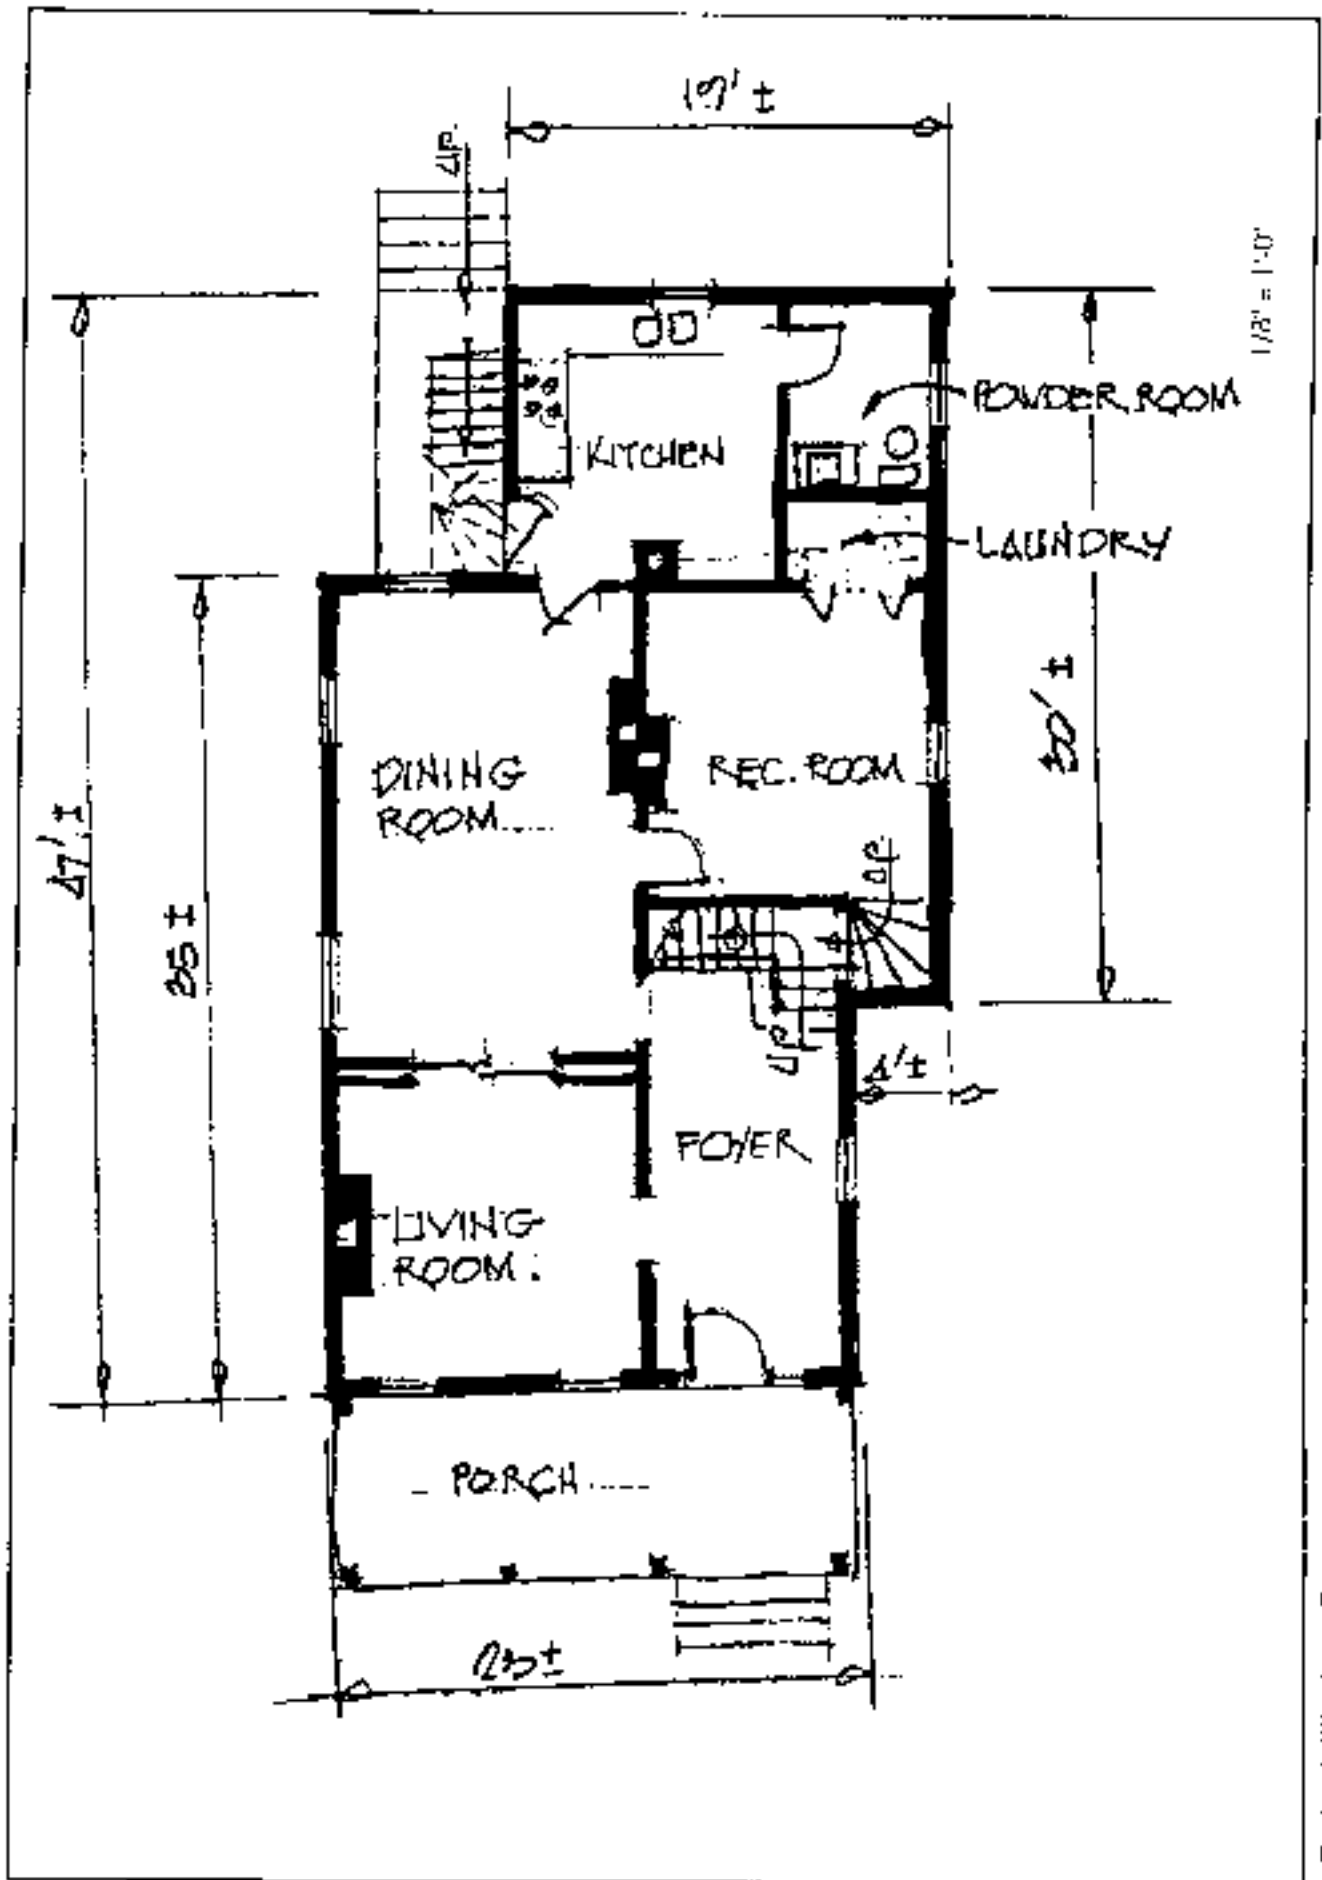 19' ±
UP
1/8" = 1'-0"
POWDER ROOM
KITCHEN
LAUNDRY
30' ±
DINING
ROOM
REC. ROOM
47' ±
UP
35 ±
UP
4' ±
FOYER
LIVING
ROOM
PORCH
23 ±